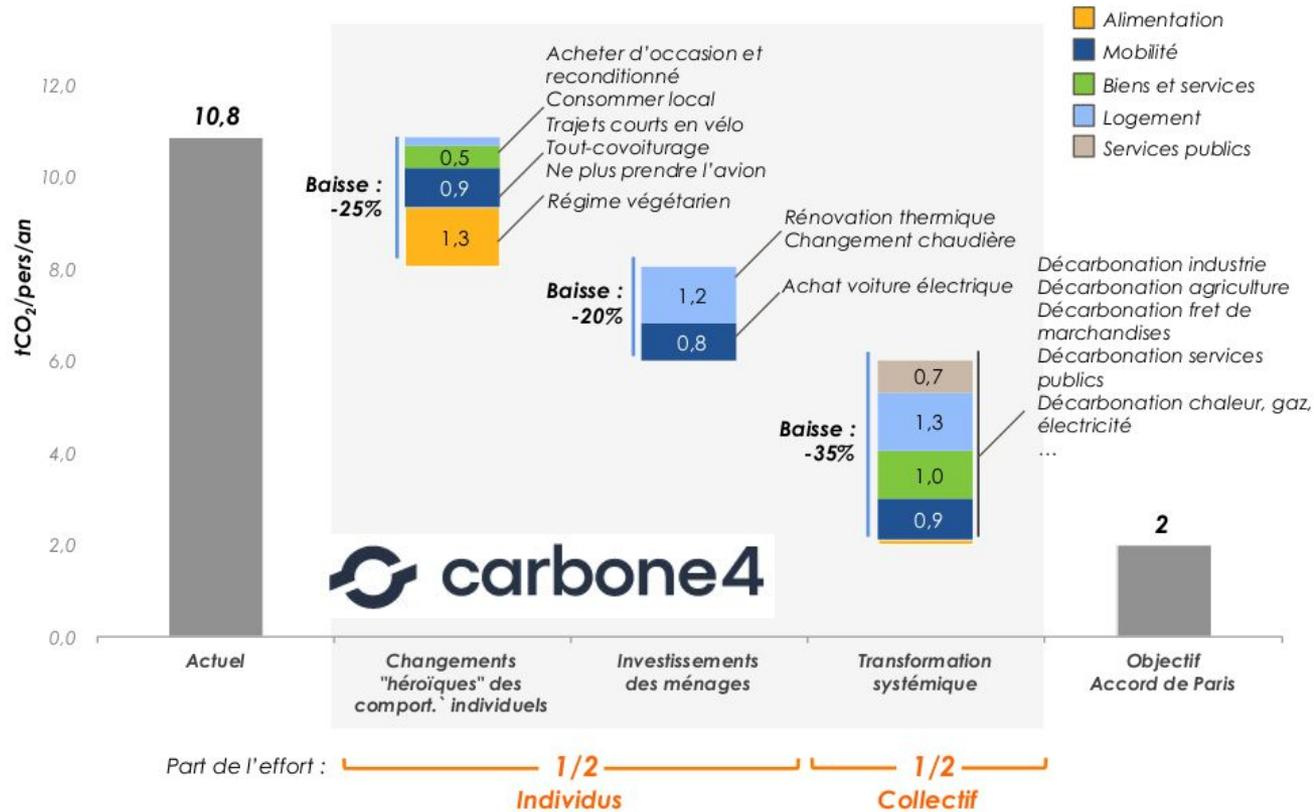 Alimentation
Mobilité
Biens et services
Logement
Services publics
tCO2/pers/an
12,0
10,0
8,0
6,0
4,0
2,0
0,0
10,8
Baisse :
-25%
0,5
0,9
1,3
Acheter d'occasion et
reconditionné
Consommer local
Trajets courts en vélo
Tout-covoiturage
Ne plus prendre l'avion
Régime végétarien
Baisse :
-20%
1,2
0,8
Rénovation thermique
Changement chaudière
Achat voiture électrique
Baisse :
-35%
0,7
1,3
1,0
0,9
Décarbonation industrie
Décarbonation agriculture
Décarbonation fret de
marchandises
Décarbonation services
publics
Décarbonation chaleur, gaz,
électricité
...
2
carbone4
Actuel
Changements
"héroïques" des
comport.` individuels
Investissements
des ménages
Transformation
systémique
Objectif
Accord de Paris
Part de l'effort :
1/2
Individus
1/2
Collectif